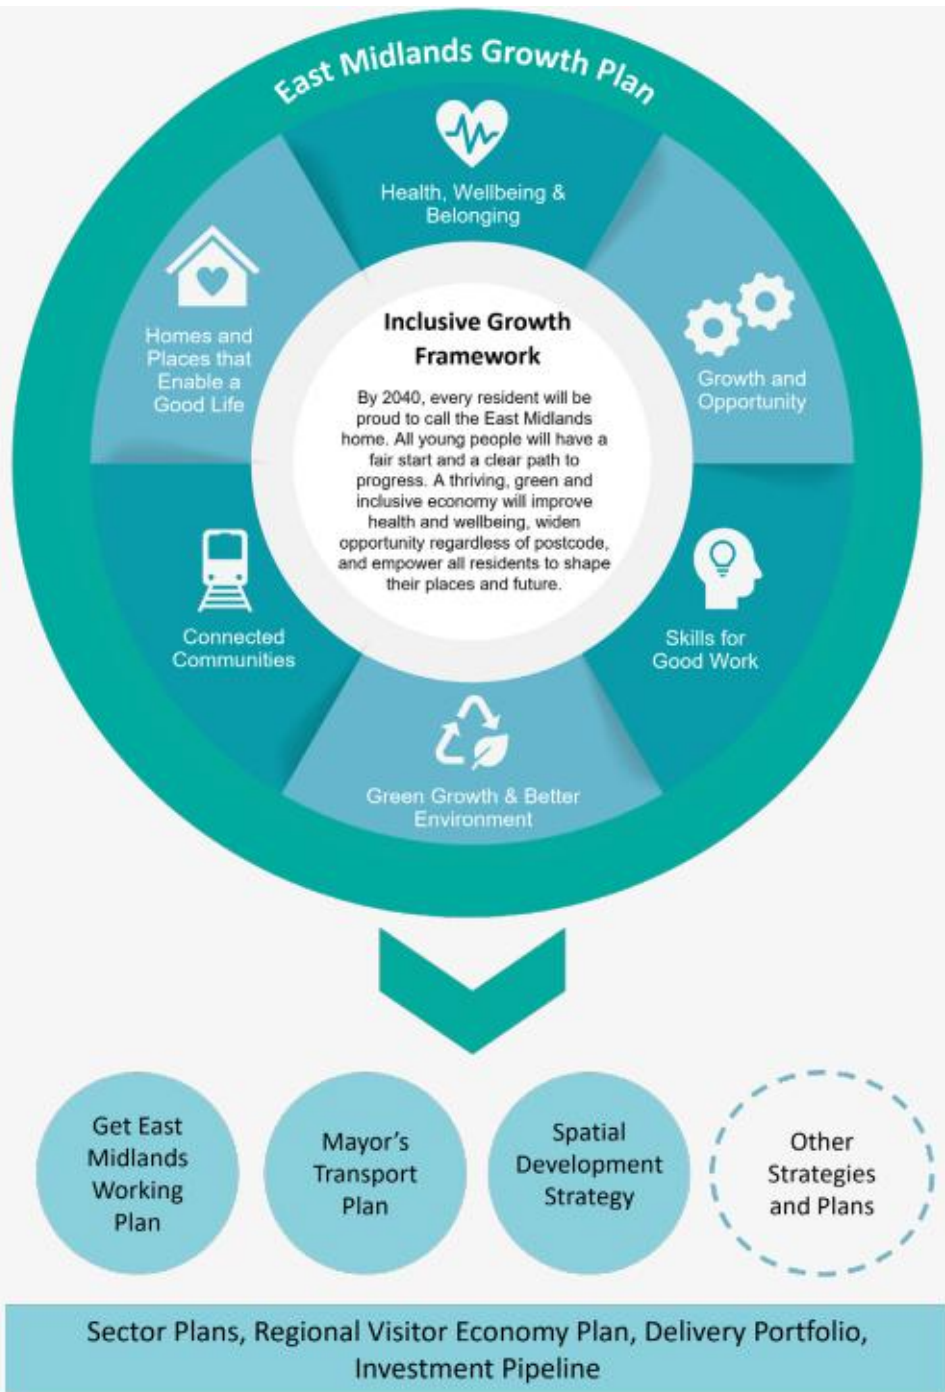 East Midlands Growth Plan
Health, Wellbeing &
Belonging
Homes and
Places that
Enable a
Good Life
Growth and
Opportunity
Inclusive Growth
Framework
By 2040, every resident will be
proud to call the East Midlands
home. All young people will have a
fair start and a clear path to
progress. A thriving, green and
inclusive economy will improve
health and wellbeing, widen
opportunity regardless of postcode,
and empower all residents to shape
their places and future.
Connected
Communities
Skills for
Good Work
Green Growth & Better
Environment
Get East
Midlands
Working
Plan
Mayor's
Transport
Plan
Spatial
Development
Strategy
Other
Strategies
and Plans
Sector Plans, Regional Visitor Economy Plan, Delivery Portfolio,
Investment Pipeline